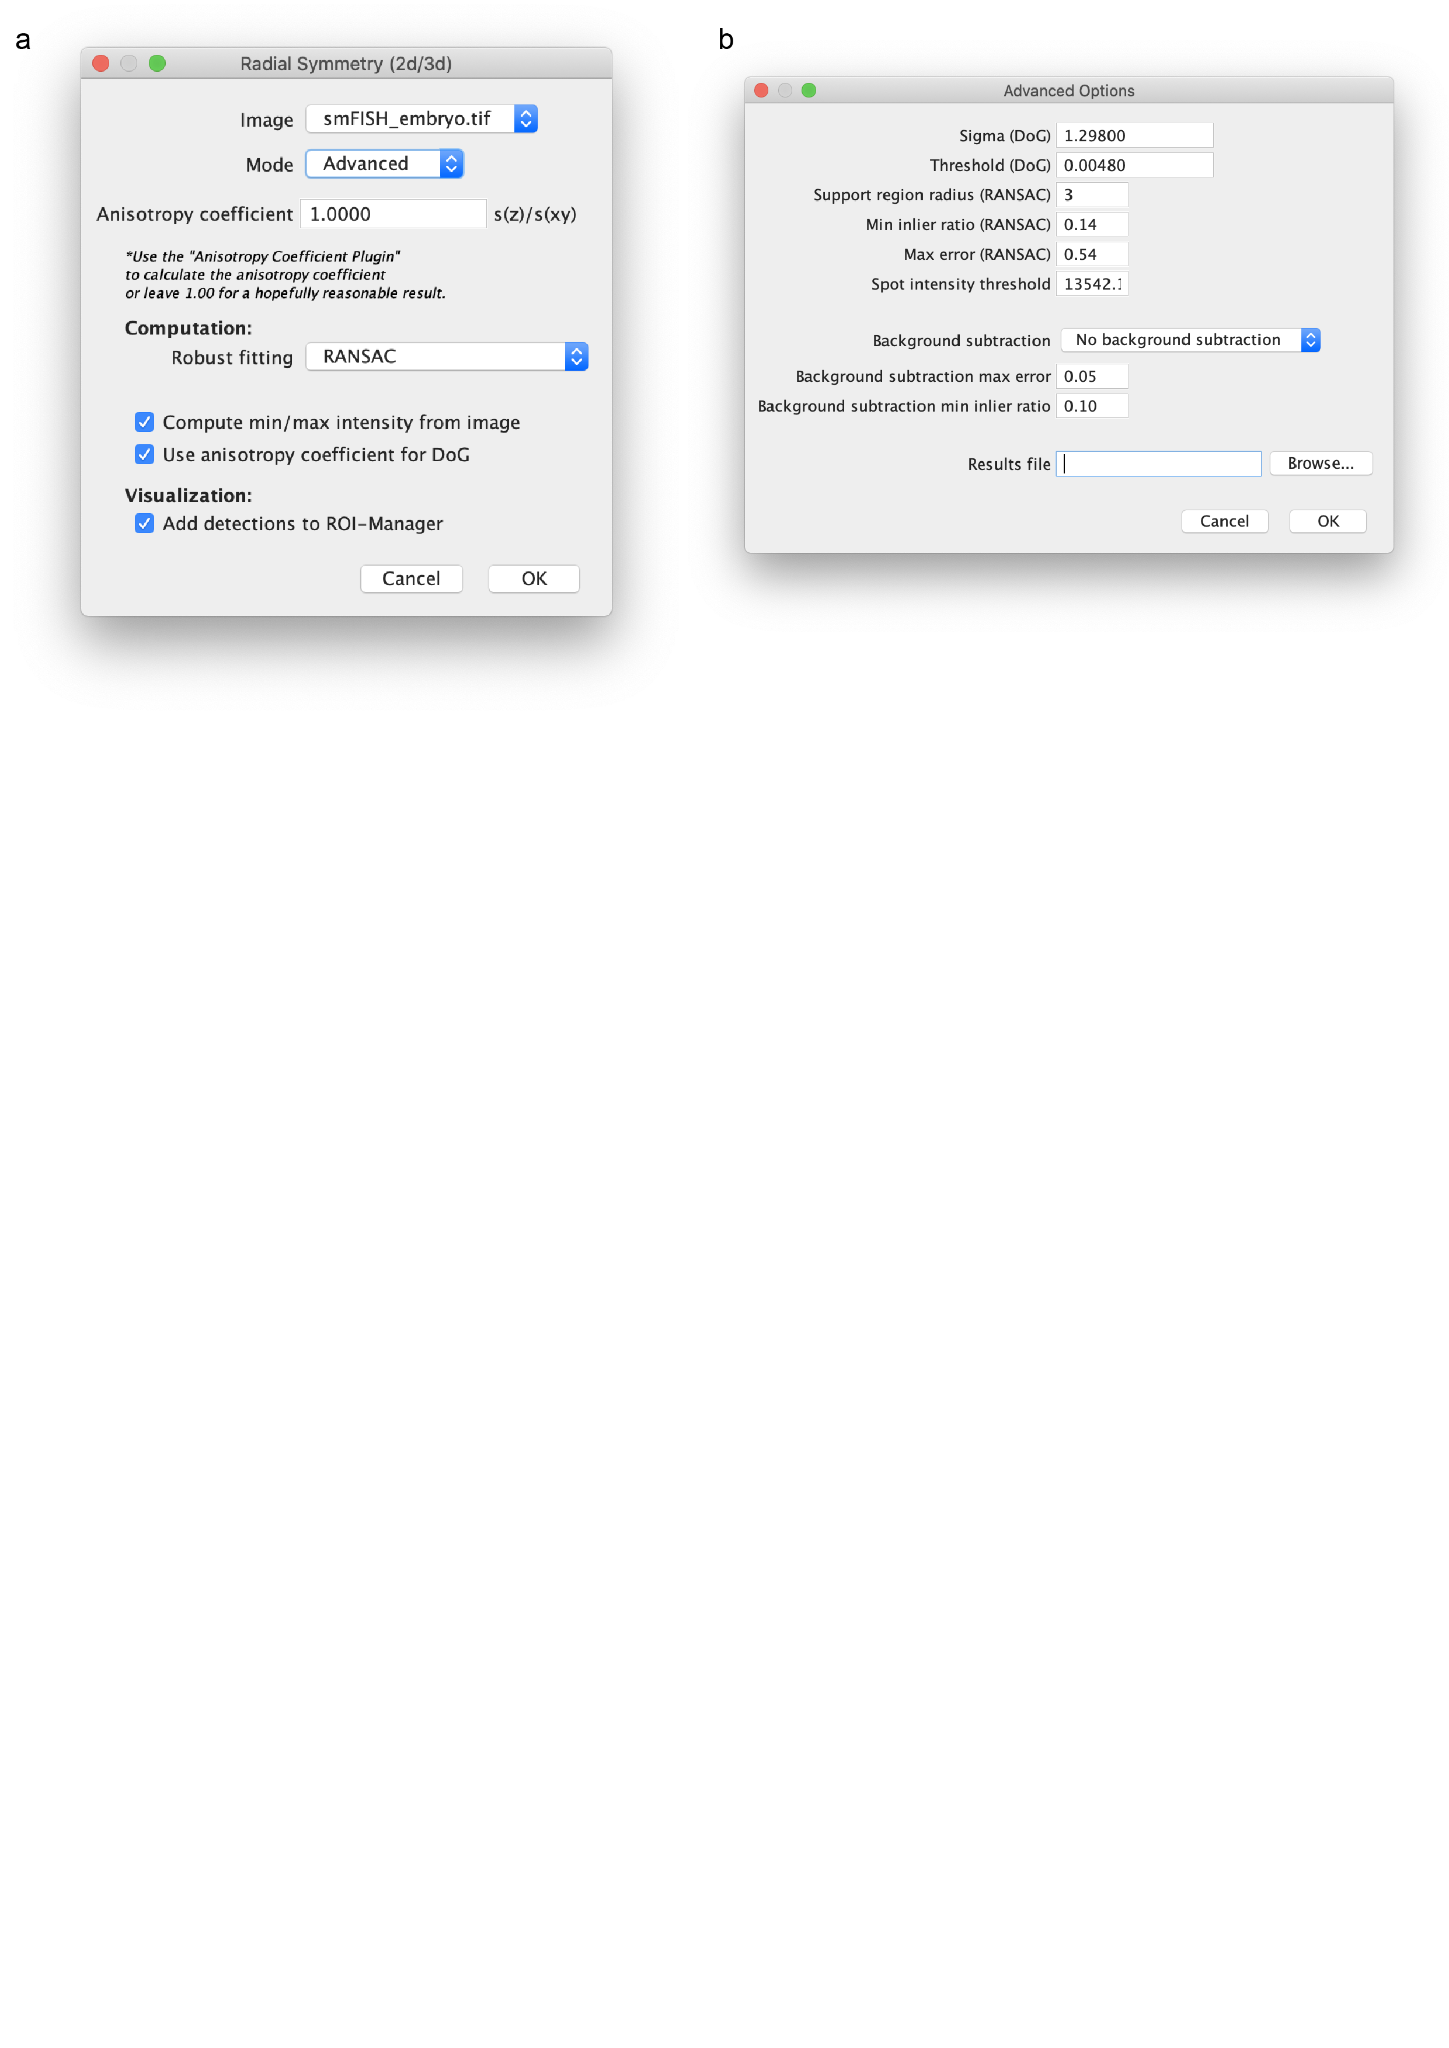 a
Radial Symmetry (2d/3d)
Image smFISH_embryo.tif
Mode Advanced
Anisotropy coefficient 1.0000 s(z)/s(xy)
*Use the "Anisotropy Coefficient Plugin"
to calculate the anisotropy coefficient
or leave 1.00 for a hopefully reasonable result.
Computation:
Robust fitting RANSAC
Compute min/max intensity from image
Use anisotropy coefficient for DoG
Visualization:
Add detections to ROI-Manager
Cancel OK
b
Advanced Options
Sigma (DoG) 1.29800
Threshold (DoG) 0.00480
Support region radius (RANSAC) 3
Min inlier ratio (RANSAC) 0.14
Max error (RANSAC) 0.54
Spot intensity threshold 13542.1
Background subtraction No background subtraction
Background subtraction max error 0.05
Background subtraction min inlier ratio 0.10
Results file Browse...
Cancel OK